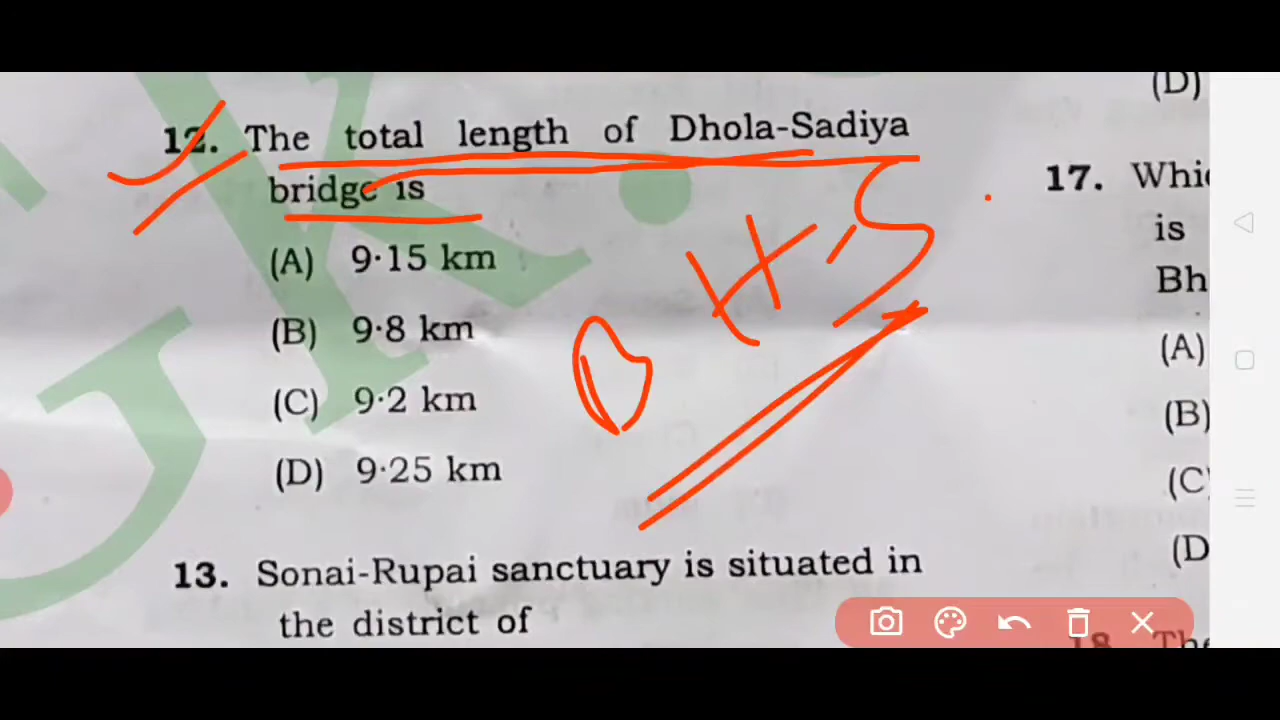 (D)
12. The total length of Dhola-Sadiya
bridge is
(A) 9·15 km
(B) 9·8 km
(C) 9·2 km
(D) 9·25 km
13. Sonai-Rupai sanctuary is situated in
the district of
17.
is
Bh
(A)
(B)
(C)
(D
18.